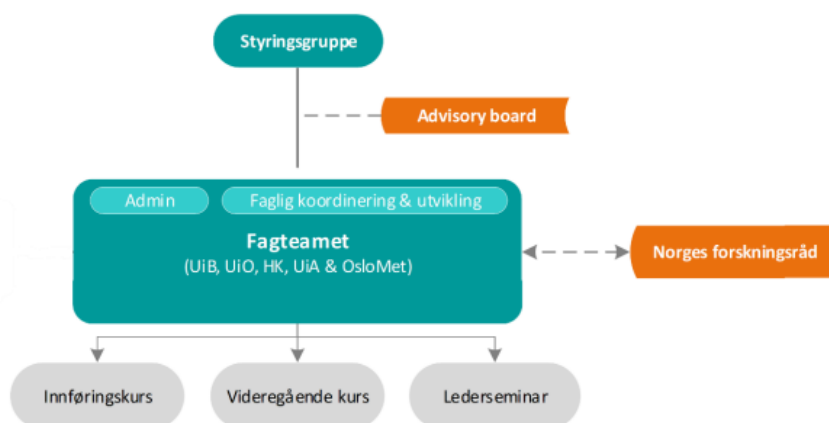 Styringsgruppe
Advisory board
Admin
Faglig koordinering & utvikling
Fagteamet
(UiB, UiO, HK, UiA & OsloMet)
Norges forskningsråd
Innføringskurs
Videregående kurs
Lederseminar